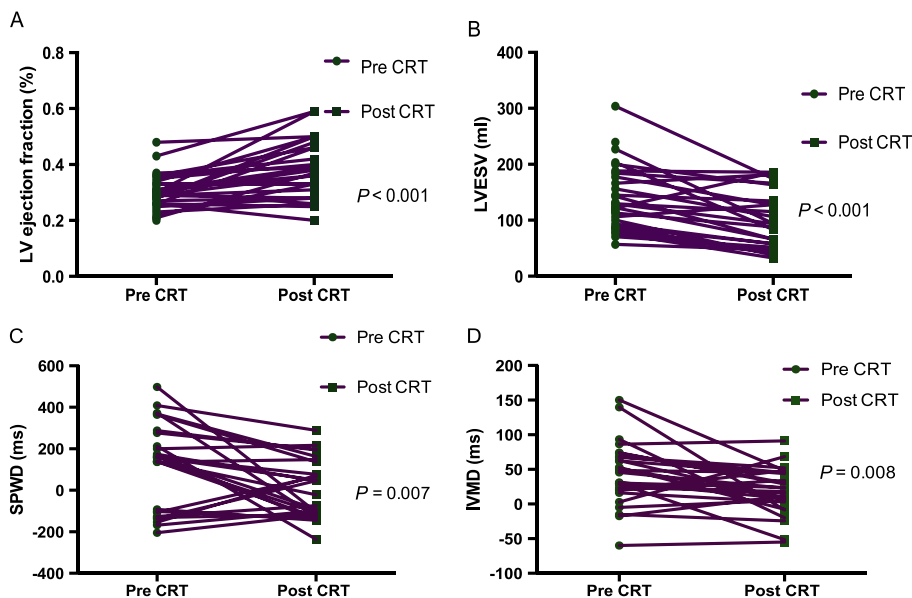 A
LV ejection fraction (%)
0.8
0.6
0.4
0.2
0.0
Pre CRT
Post CRT
Pre CRT
Post CRT
P < 0.001
B
LVESV (ml)
400
300
200
100
0
Pre CRT
Post CRT
Pre CRT
Post CRT
P < 0.001
C
SPWD (ms)
600
400
200
0
-200
-400
Pre CRT
Post CRT
Pre CRT
Post CRT
P = 0.007
D
IVMD (ms)
200
150
100
50
0
-50
-100
Pre CRT
Post CRT
Pre CRT
Post CRT
P = 0.008